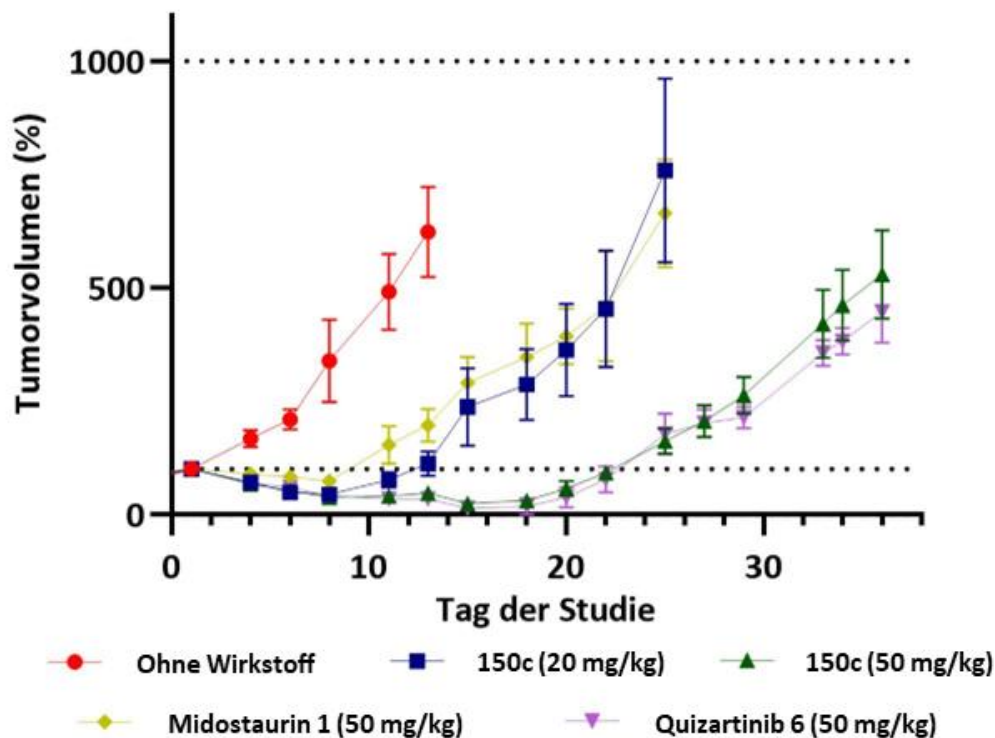 1000
500
0
Tumorvolumen (%)
0 10 20 30
Tag der Studie
Ohne Wirkstoff 150c (20 mg/kg) 150c (50 mg/kg)
Midostaurin 1 (50 mg/kg) Quizartinib 6 (50 mg/kg)